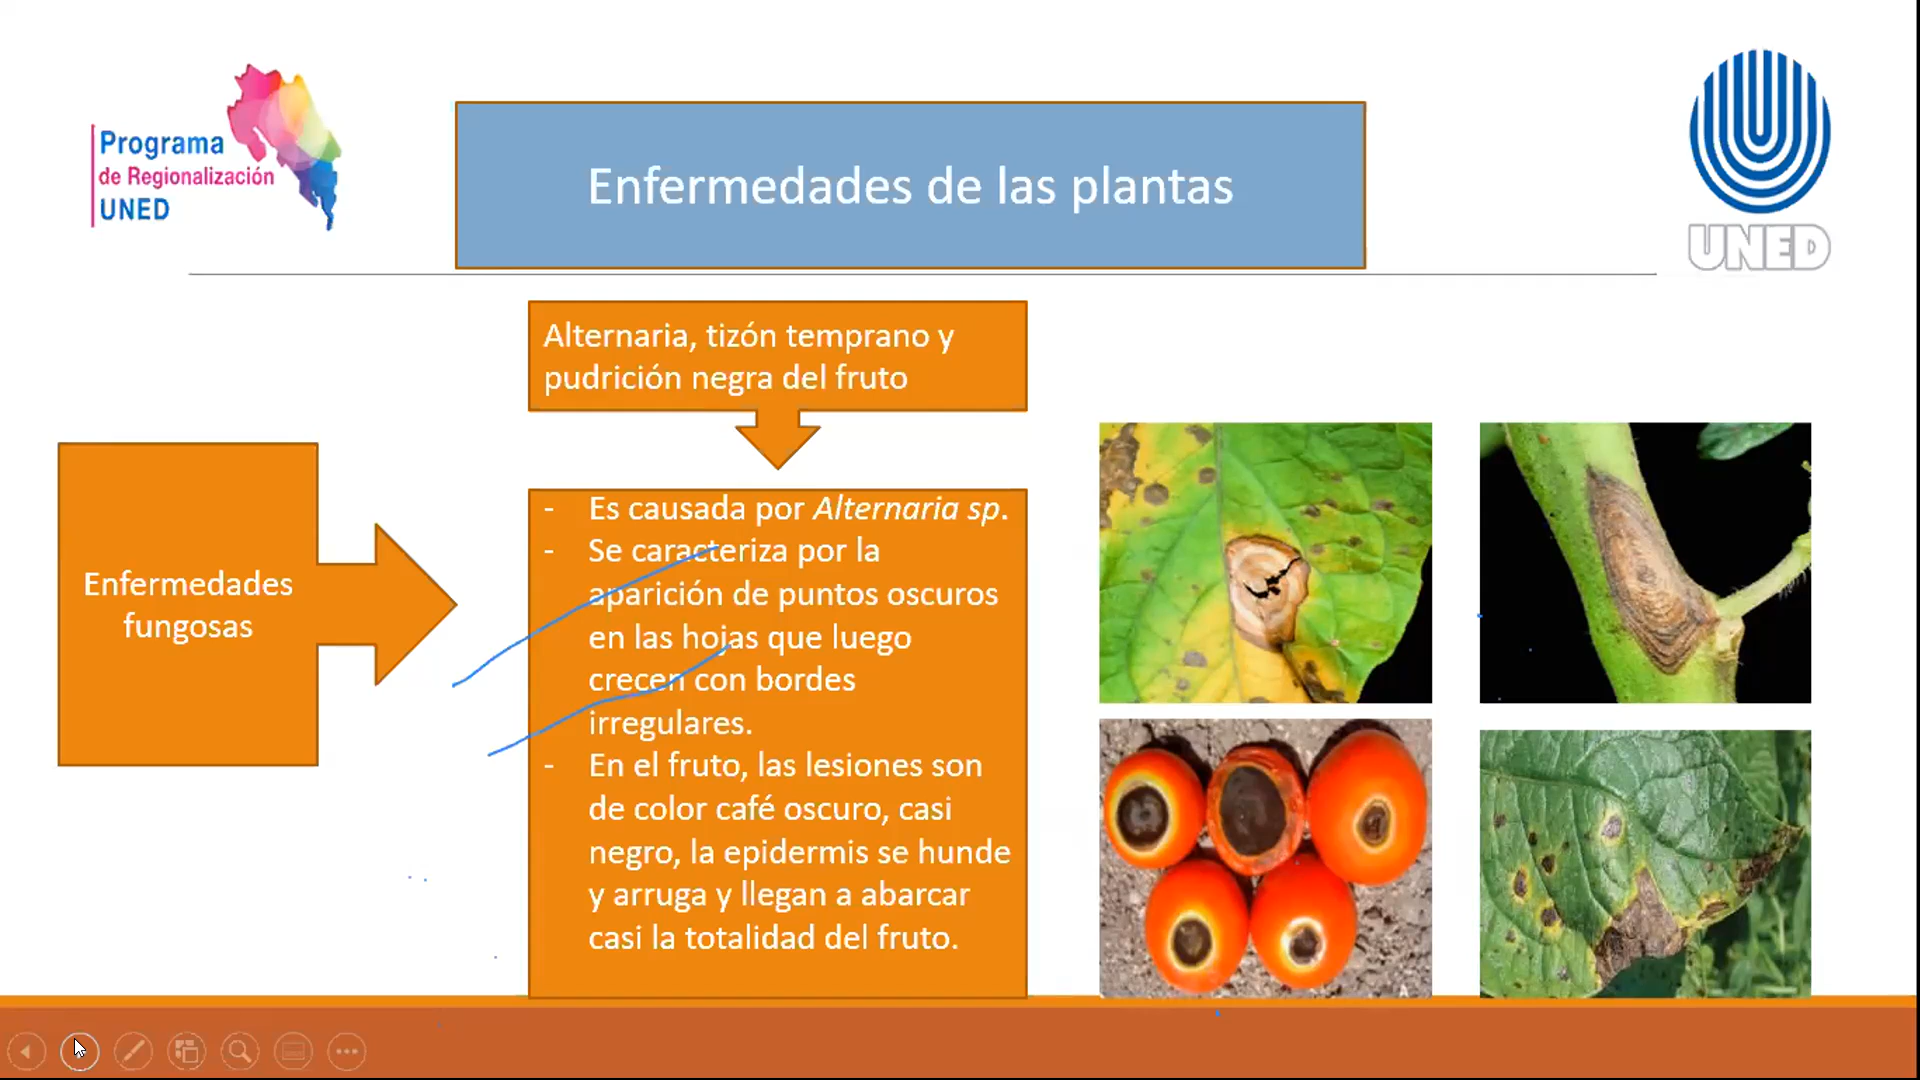 Programa
de Regionalización
UNED
Enfermedades de las plantas
UNED
Alternaria, tizón temprano y
pudrición negra del fruto
Enfermedades
fungosas
- Es causada por Alternaria sp.
- Se caracteriza por la
aparición de puntos oscuros
en las hojas que luego
crecen con bordes
irregulares.
- En el fruto, las lesiones son
de color café oscuro, casi
negro, la epidermis se hunde
y arruga y llegan a abarcar
casi la totalidad del fruto.